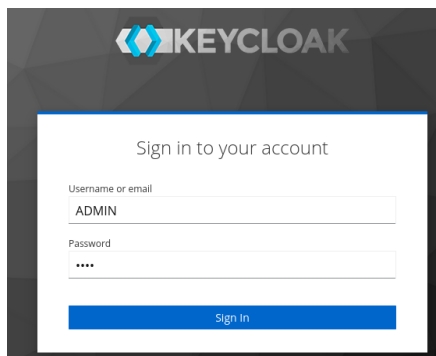 KEYCLOAK
Sign in to your account
Username or email
ADMIN
Password
••••
Sign In